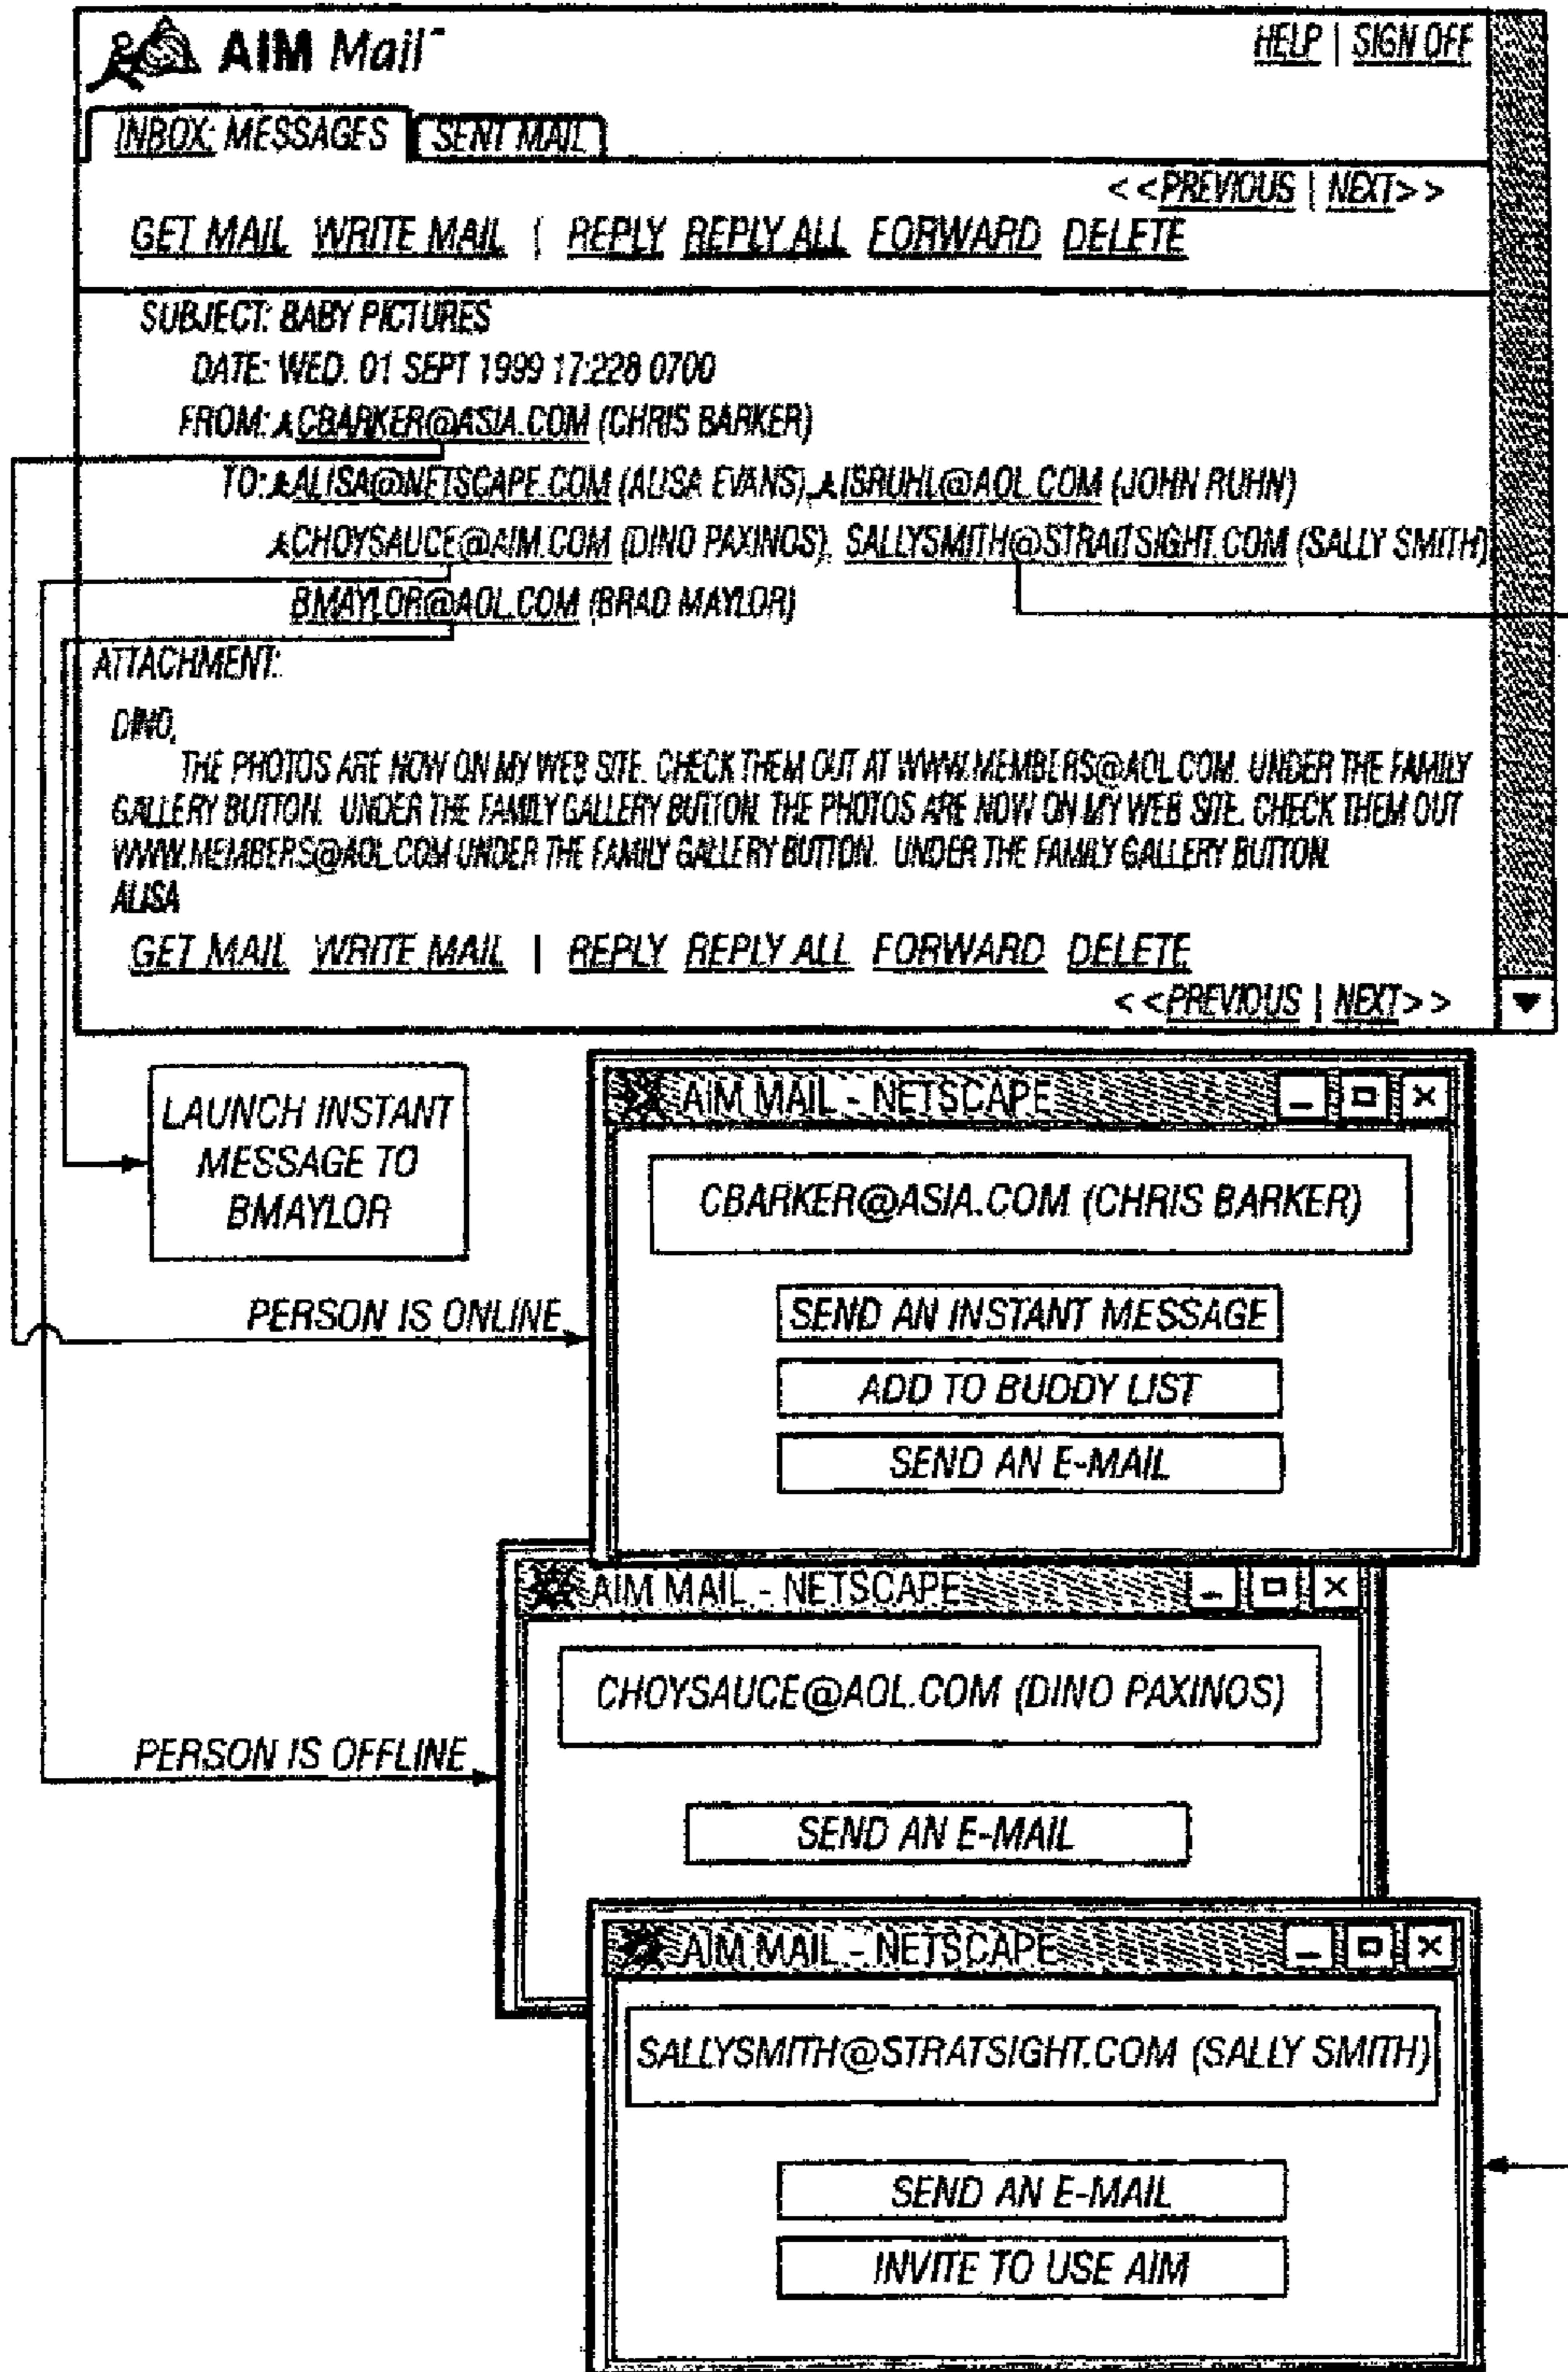 AIM Mail
HELP | SIGN OFF
INBOX: MESSAGES SENT MAIL
<<PREVIOUS | NEXT>>
GET MAIL WRITE MAIL | REPLY REPLY ALL FORWARD DELETE
SUBJECT: BABY PICTURES
DATE: WED. 01 SEPT 1999 17:228 0700
FROM: CBARKER@ASIA.COM (CHRIS BARKER)
TO: ALISA@NETSCAPE.COM (ALISA EVANS), ISRUHL@AOL.COM (JOHN RUHN)
CHOYSAUCE@AIM.COM (DINO PAXINOS), SALLYSMITH@STRAITSIGHT.COM (SALLY SMITH)
BMAYLOR@AOL.COM (BRAD MAYLOR)
ATTACHMENT:
DINO,
THE PHOTOS ARE NOW ON MY WEB SITE. CHECK THEM OUT AT WWW.MEMBERS@AOL.COM. UNDER THE FAMILY
GALLERY BUTTON. UNDER THE FAMILY GALLERY BUTTON. THE PHOTOS ARE NOW ON MY WEB SITE. CHECK THEM OUT
WWW.MEMBERS@AOL.COM UNDER THE FAMILY GALLERY BUTTON. UNDER THE FAMILY GALLERY BUTTON.
ALISA
GET MAIL WRITE MAIL | REPLY REPLY ALL FORWARD DELETE
<<PREVIOUS | NEXT>>
LAUNCH INSTANT
MESSAGE TO
BMAYLOR
AIM MAIL - NETSCAPE
CBARKER@ASIA.COM (CHRIS BARKER)
SEND AN INSTANT MESSAGE
PERSON IS ONLINE
ADD TO BUDDY LIST
SEND AN E-MAIL
AIM MAIL - NETSCAPE
CHOYSAUCE@AOL.COM (DINO PAXINOS)
PERSON IS OFFLINE
SEND AN E-MAIL
AIM MAIL - NETSCAPE
SALLYSMITH@STRATSIGHT.COM (SALLY SMITH)
SEND AN E-MAIL
INVITE TO USE AIM